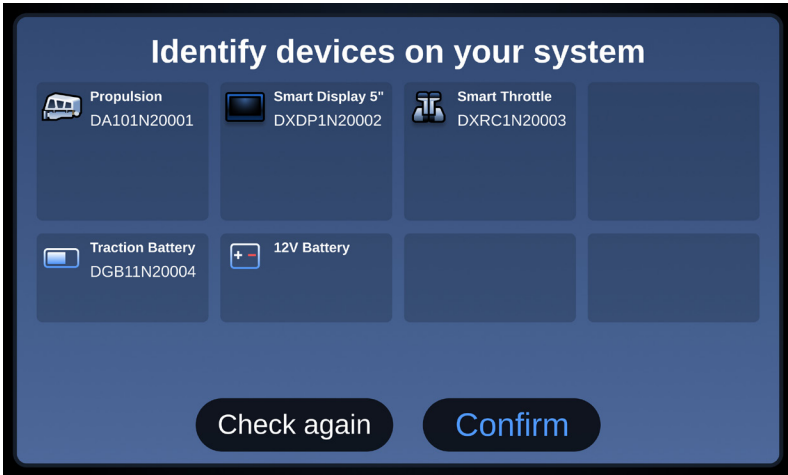 Identify devices on your system
Propulsion
DA101N20001
Smart Display 5"
DXDP1N20002
Smart Throttle
DXRC1N20003
Traction Battery
DGB11N20004
12V Battery
Check again
Confirm